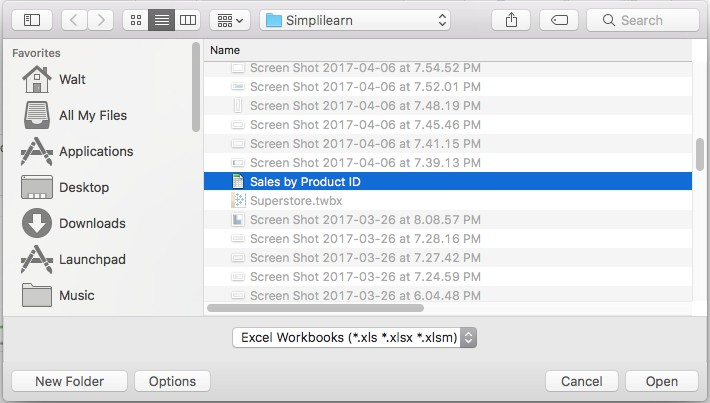 Simplilearn
Search
Favorites
Walt
All My Files
Applications
Desktop
Downloads
Launchpad
Music
Name
Screen Shot 2017-04-06 at 7.54.52 PM
Screen Shot 2017-04-06 at 7.52.01 PM
Screen Shot 2017-04-06 at 7.48.19 PM
Screen Shot 2017-04-06 at 7.45.46 PM
Screen Shot 2017-04-06 at 7.41.15 PM
Screen Shot 2017-04-06 at 7.39.13 PM
Sales by Product ID
Superstore.twbx
Screen Shot 2017-03-26 at 8.08.57 PM
Screen Shot 2017-03-26 at 7.28.16 PM
Screen Shot 2017-03-26 at 7.27.42 PM
Screen Shot 2017-03-26 at 7.24.59 PM
Screen Shot 2017-03-26 at 6.04.48 PM
Excel Workbooks (*.xls *.xlsx *.xlsm)
New Folder
Options
Cancel
Open